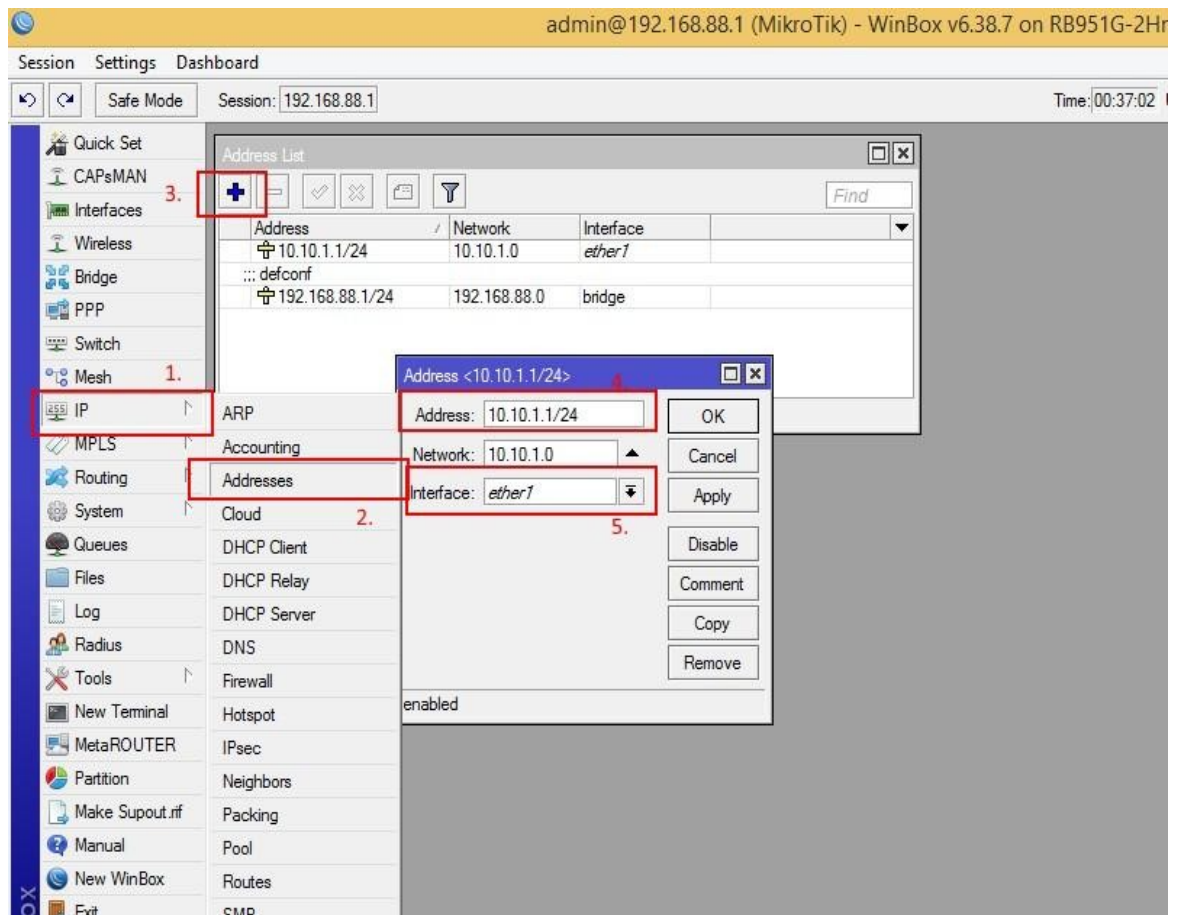 admin@192.168.88.1 (MikroTik) - WinBox v6.38.7 on RB951G-2Hr
Session Settings Dashboard
Safe Mode Session: 192.168.88.1 Time: 00:37:02
Quick Set
CAPsMAN
Interfaces
Wireless
Bridge
PPP
Switch
Mesh
IP
MPLS
Routing
System
Queues
Files
Log
Radius
Tools
New Terminal
MetaROUTER
Partition
Make Supout.rif
Manual
New WinBox
Exit
1.
2.
3.
Address List
Find
Address Network Interface
10.10.1.1/24 10.10.1.0 ether1
;;; defconf
192.168.88.1/24 192.168.88.0 bridge
ARP
Accounting
Addresses
Cloud
DHCP Client
DHCP Relay
DHCP Server
DNS
Firewall
Hotspot
IPsec
Neighbors
Packing
Pool
Routes
SMB
Address <10.10.1.1/24>
4.
Address: 10.10.1.1/24
Network: 10.10.1.0
Interface: ether1
5.
OK
Cancel
Apply
Disable
Comment
Copy
Remove
enabled